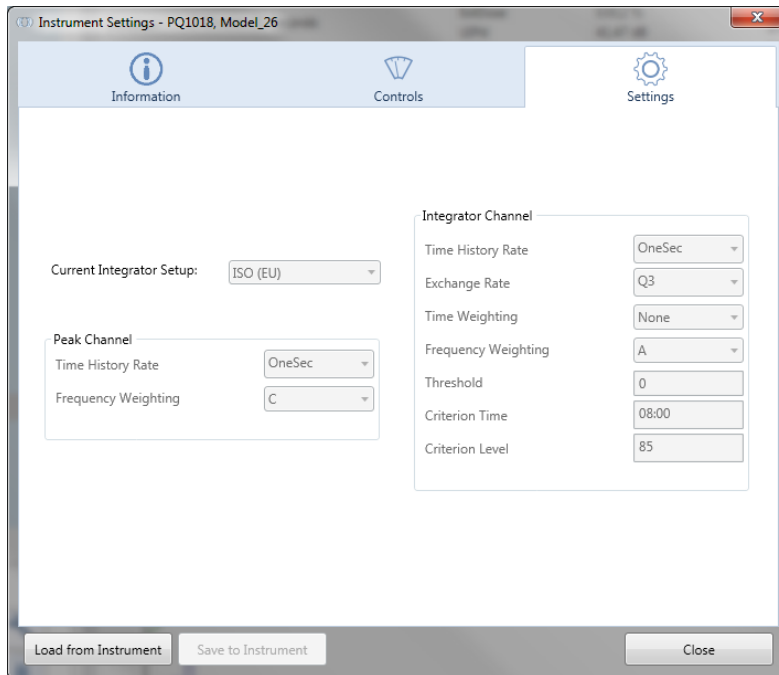 Instrument Settings - PQ1018, Model_26
Information
Controls
Settings
Current Integrator Setup:
ISO (EU)
Peak Channel
Time History Rate
OneSec
Frequency Weighting
C
Integrator Channel
Time History Rate
OneSec
Exchange Rate
Q3
Time Weighting
None
Frequency Weighting
A
Threshold
0
Criterion Time
08:00
Criterion Level
85
Load from Instrument
Save to Instrument
Close